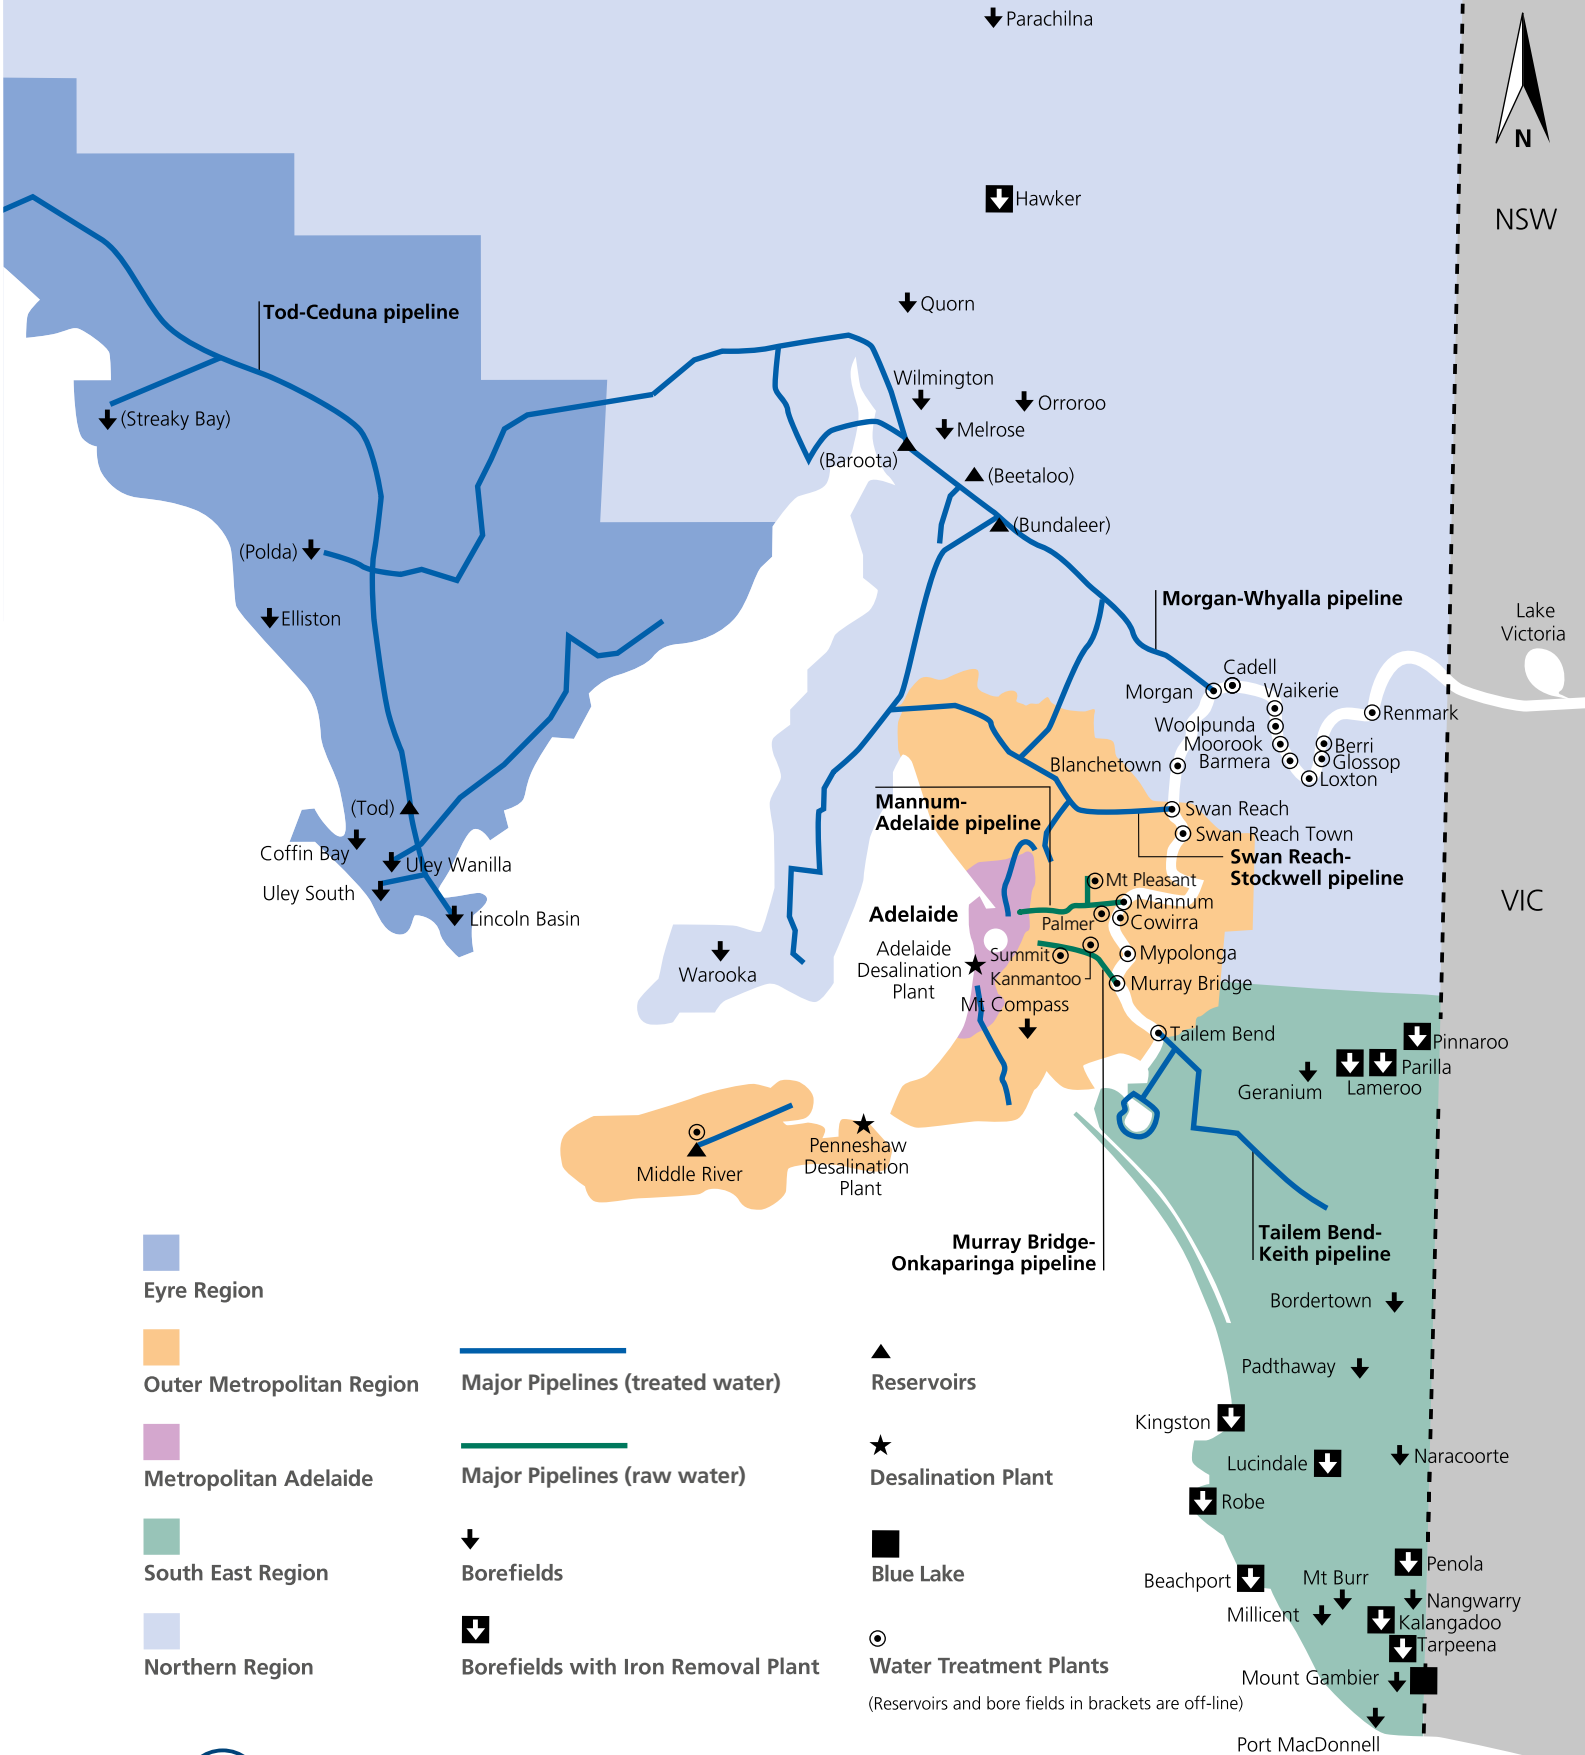 Parachilna
N
Hawker
NSW
Quorn
Tod-Ceduna pipeline
Wilmington
Orroroo
(Streaky Bay)
Melrose
(Baroota)
(Beetaloo)
(Bundaleer)
(Polda)
Elliston
Morgan-Whyalla pipeline
Lake
Victoria
Cadell
Morgan
Waikerie
Renmark
Woolpunda
Moorook
Berri
Barmera
Glossop
Blanchetown
Loxton
Mannum-
Adelaide pipeline
(Tod)
Swan Reach
Swan Reach Town
Coffin Bay
Uley Wanilla
Swan Reach-
Stockwell pipeline
Uley South
Mt Pleasant
VIC
Mannum
Lincoln Basin
Adelaide
Palmer
Cowirra
Adelaide
Desalination
Plant
Summit
Mypolonga
Warooka
Kanmantoo
Murray Bridge
Mt Compass
Tailem Bend
Pinnaroo
Parilla
Geranium
Lameroo
Penneshaw
Desalination
Plant
Middle River
Murray Bridge-
Onkaparinga pipeline
Tailem Bend-
Keith pipeline
Bordertown
Padthaway
Kingston
Lucindale
Naracoorte
Robe
Penola
Beachport
Mt Burr
Nangwarry
Millicent
Kalangadoo
Tarpeena
Mount Gambier
Port MacDonnell
Eyre Region
Outer Metropolitan Region
Metropolitan Adelaide
South East Region
Northern Region
Major Pipelines (treated water)
Major Pipelines (raw water)
Borefields
Borefields with Iron Removal Plant
Reservoirs
Desalination Plant
Blue Lake
Water Treatment Plants
(Reservoirs and bore fields in brackets are off-line)